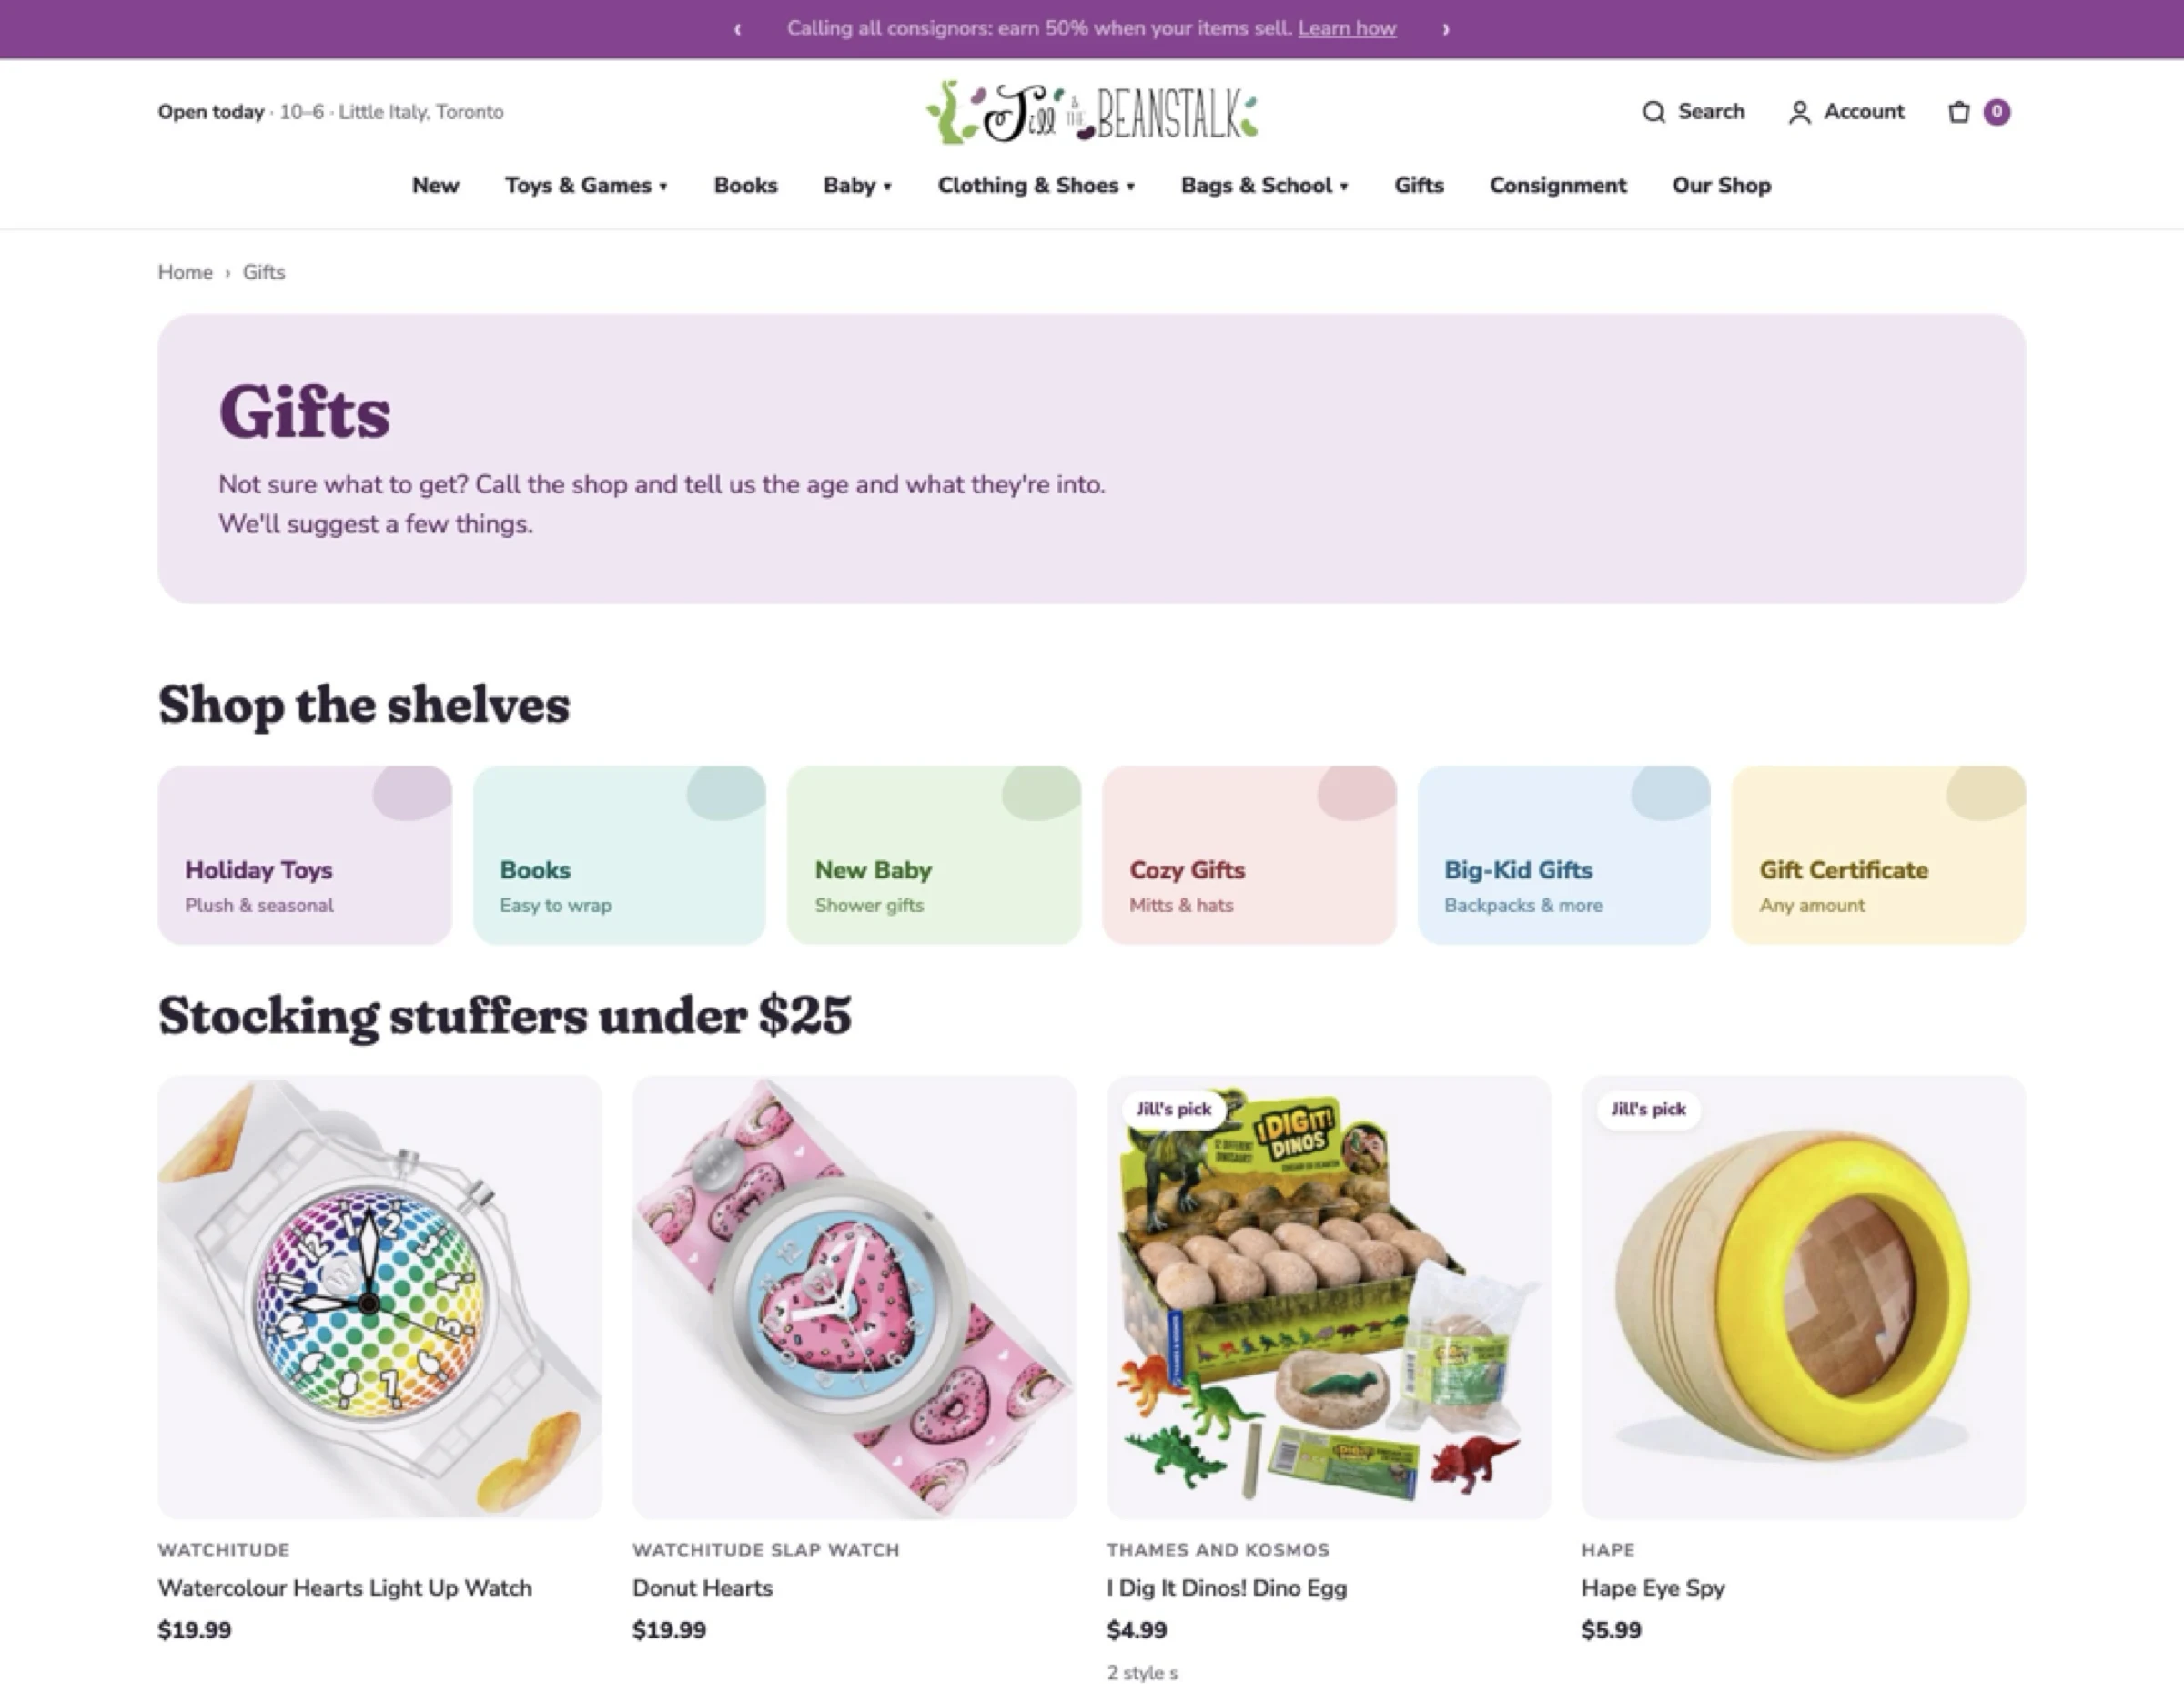 ‹ Calling all consignors: earn 50% when your items sell. Learn how ›
Open today · 10–6 · Little Italy, Toronto
Jill & THE BEANSTALK
Search
Account
0
New
Toys & Games ▾
Books
Baby ▾
Clothing & Shoes ▾
Bags & School ▾
Gifts
Consignment
Our Shop
Home › Gifts
Gifts
Not sure what to get? Call the shop and tell us the age and what they're into.
We'll suggest a few things.
Shop the shelves
Holiday Toys
Plush & seasonal
Books
Easy to wrap
New Baby
Shower gifts
Cozy Gifts
Mitts & hats
Big-Kid Gifts
Backpacks & more
Gift Certificate
Any amount
Stocking stuffers under $25
Jill's pick
I DIG IT!
DINOS
Jill's pick
WATCHITUDE
Watercolour Hearts Light Up Watch
$19.99
WATCHITUDE SLAP WATCH
Donut Hearts
$19.99
THAMES AND KOSMOS
I Dig It Dinos! Dino Egg
$4.99
2 style s
HAPE
Hape Eye Spy
$5.99